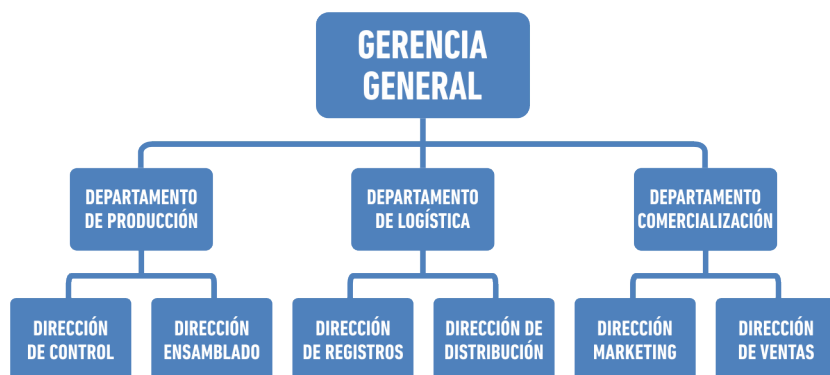 GERENCIA
GENERAL
DEPARTAMENTO
DE PRODUCCIÓN
DEPARTAMENTO
DE LOGÍSTICA
DEPARTAMENTO
COMERCIALIZACIÓN
DIRECCIÓN
DE CONTROL
DIRECCIÓN
ENSAMBLADO
DIRECCIÓN
DE REGISTROS
DIRECCIÓN DE
DISTRIBUCIÓN
DIRECCIÓN
MARKETING
DIRECCIÓN
DE VENTAS